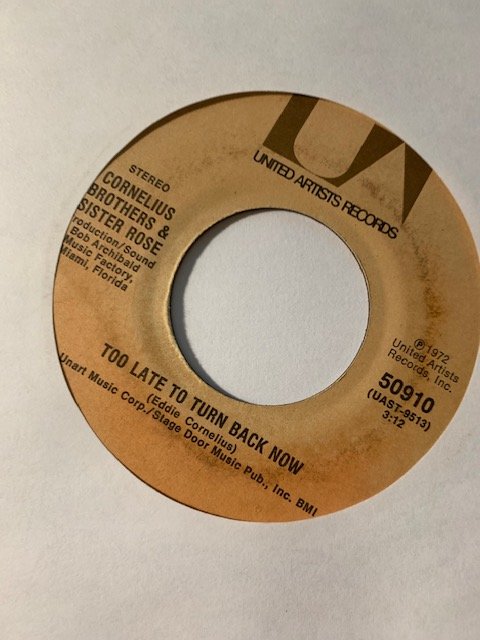 UA
UNITED ARTISTS RECORDS
STEREO
CORNELIUS
BROTHERS &
SISTER ROSE
roduction/Sound
Bob Archibald
Music Factory,
Miami, Florida
℗1972
United Artists
Records, Inc.
50910
(UAST-9513)
3:12
TOO LATE TO TURN BACK NOW
(Eddie Cornelius)
Unart Music Corp./Stage Door Music Pub., Inc. BMI